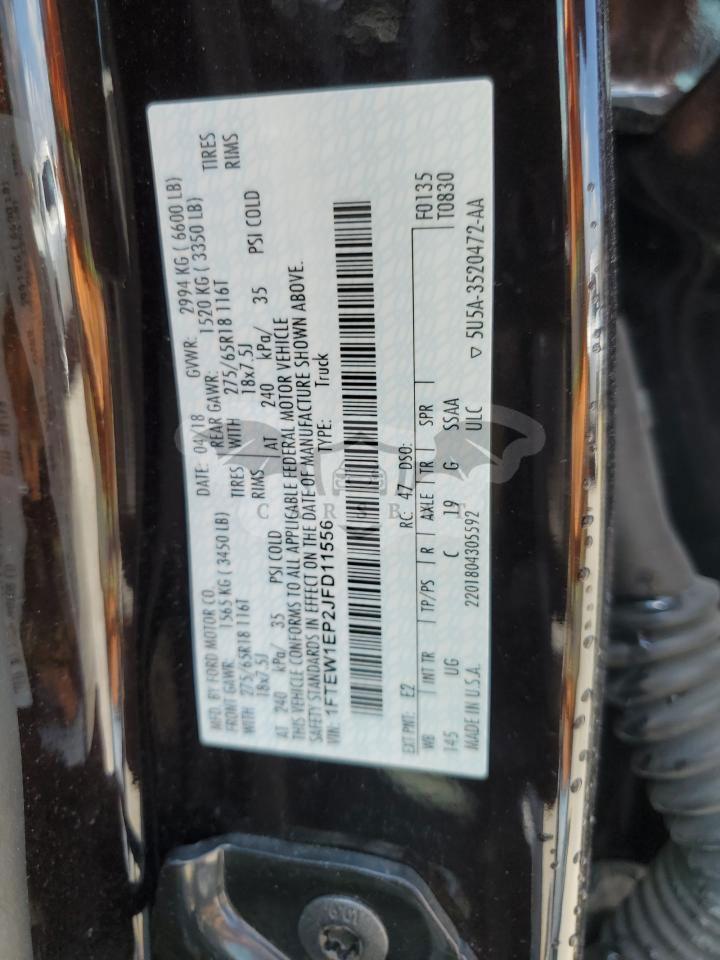 MFD. BY FORD MOTOR CO. DATE: 04/18 GVWR: 2994 KG ( 6600 LB)
FRONT GAWR: 1565 KG ( 3450 LB) REAR GAWR: 1520 KG ( 3350 LB)
WITH 275/65R18 116T TIRES WITH 275/65R18 116T TIRES
18x7.5J RIMS 18x7.5J RIMS
AT 240 kPa/ 35 PSI COLD AT 240 kPa/ 35 PSI COLD
THIS VEHICLE CONFORMS TO ALL APPLICABLE FEDERAL MOTOR VEHICLE
SAFETY STANDARDS IN EFFECT ON THE DATE OF MANUFACTURE SHOWN ABOVE.
VIN: 1FTEW1EP2JFD11556 TYPE: Truck
EXT PNT: E2 RC: 47 DSO: F0135
WB INT TR TP/PS R AXLE TR SPR T0830
145 UG C 19 G SSAA
MADE IN U.S.A. 2201804305592 ULC ▽ 5U5A-3520472-AA